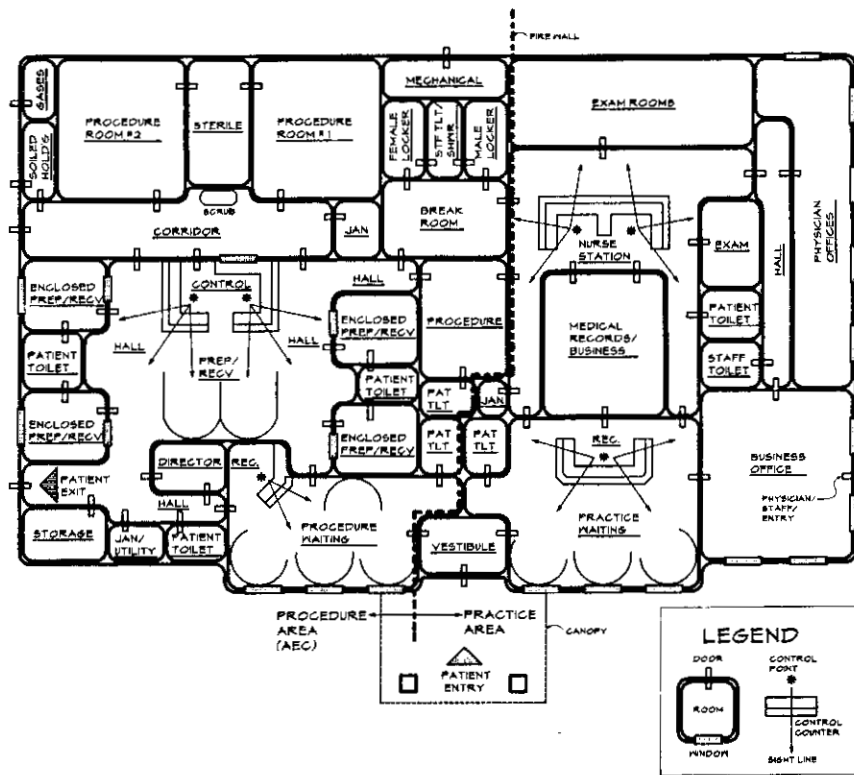 FIRE WALL
GASES
SOILED
HOLD'G
PROCEDURE
ROOM #2
STERILE
PROCEDURE
ROOM #1
MECHANICAL
FEMALE
LOCKER
STF TLT/
SHWR
MALE
LOCKER
EXAM ROOMS
SCRUB
CORRIDOR
JAN
BREAK
ROOM
NURSE
STATION
EXAM
HALL
PHYSICIAN
OFFICES
ENCLOSED
PREP/RECV
CONTROL
HALL
ENCLOSED
PREP/RECV
PROCEDURE
MEDICAL
RECORDS/
BUSINESS
PATIENT
TOILET
HALL
HALL
PATIENT
TOILET
PREP/
RECV
STAFF
TOILET
PATIENT
TOILET
PAT
TLT
JAN
ENCLOSED
PREP/RECV
ENCLOSED
PREP/RECV
PAT
TLT
PAT
TLT
REC.
BUSINESS
OFFICE
DIRECTOR
REC.
PATIENT
EXIT
HALL
PHYSICIAN/
STAFF/
ENTRY
STORAGE
JAN/
UTILITY
PATIENT
TOILET
PROCEDURE
WAITING
VESTIBULE
PRACTICE
WAITING
PROCEDURE
AREA
(AEC)
PRACTICE
AREA
CANOPY
PATIENT
ENTRY
LEGEND
DOOR
CONTROL
POINT
ROOM
CONTROL
COUNTER
WINDOW
SIGHT LINE